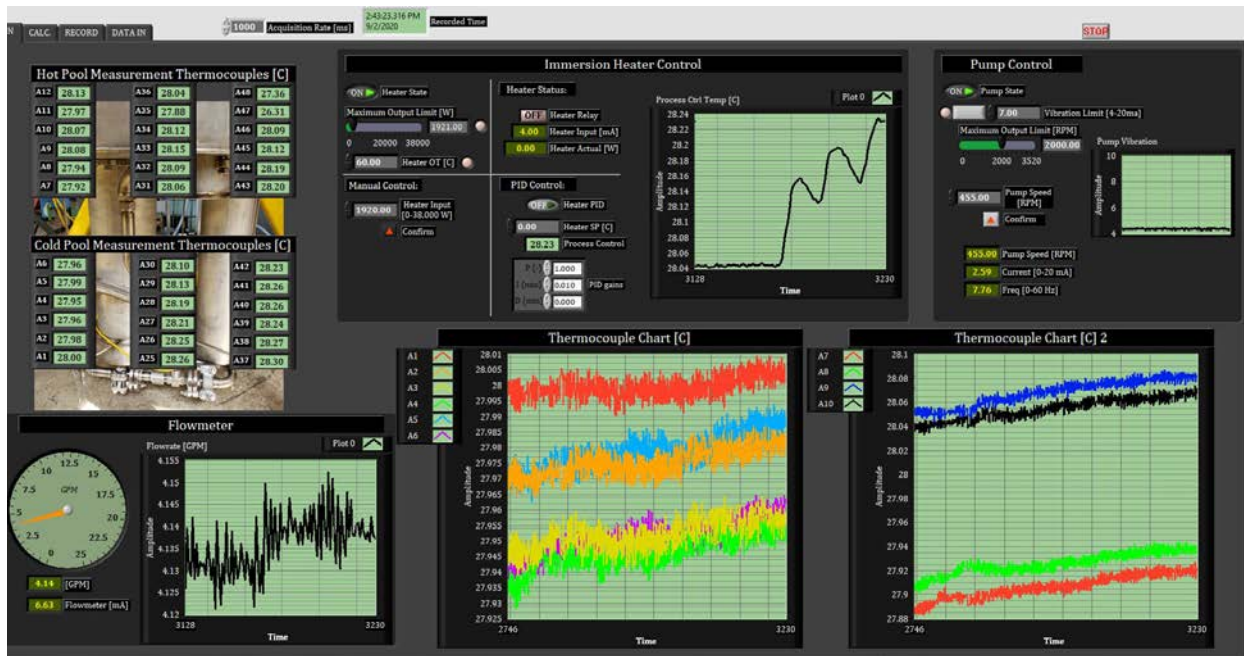 2:43:23.316 PM
9/2/2020
Recorded Time
1000 Acquisition Rate [ms]
STOP
N CALC. RECORD DATA IN
Hot Pool Measurement Thermocouples [C]
A12 28.13 A36 28.04 A48 27.36
A11 27.97 A35 27.88 A47 26.31
A10 28.07 A34 28.12 A46 28.09
A9 28.08 A33 28.15 A45 28.12
A8 27.94 A32 28.09 A44 28.19
A7 27.92 A31 28.06 A43 28.20
Cold Pool Measurement Thermocouples [C]
A6 27.96 A30 28.10 A42 28.23
A5 27.99 A29 28.13 A41 28.26
A4 27.95 A28 28.19 A40 28.26
A3 27.96 A27 28.21 A39 28.24
A2 27.98 A26 28.25 A38 28.27
A1 28.00 A25 28.26 A37 28.30
Immersion Heater Control
ON Heater State
Maximum Output Limit [W]
1921.00
0 20000 38000
60.00 Heater OT [C]
Manual Control:
1920.00 Heater Input
[0-38.000 W]
Confirm
Heater Status:
OFF Heater Relay
4.00 Heater Input [mA]
0.00 Heater Actual [W]
PID Control:
OFF Heater PID
0.00 Heater SP [C]
28.23 Process Control
1.000
0.010 PID gains
0.000
Process Ctrl Temp [C]
Plot 0
28.24
28.2
28.18
28.16
28.14
28.12
28.1
28.08
28.06
28.04
Amplitude
3128 3230
Time
Pump Control
ON Pump State
7.00 Vibration Limit [4-20ma]
Maximum Output Limit [RPM]
2000.00
0 2000 3520
455.00 Pump Speed
[RPM]
Confirm
455.00 Pump Speed [RPM]
2.59 Current [0-20 mA]
7.76 Freq [0-60 Hz]
Pump Vibration
10
8
6
4
Amplitude
Flowmeter
GPM
0 2.5 5 7.5 10 12.5 15 17.5 20 25
4.14 [GPM]
6.63 Flowmeter [mA]
Flowrate [GPM]
Plot 0
4.155
4.15
4.145
4.14
4.135
4.13
4.125
4.12
Amplitude
3128 3230
Time
Thermocouple Chart [C]
A1
A2
A3
A4
A5
A6
28.01
28.005
28
27.995
27.99
27.985
27.98
27.975
27.97
27.965
27.96
27.955
27.95
27.945
27.94
27.935
27.93
27.925
Amplitude
2746 3230
Time
Thermocouple Chart [C] 2
A7
A8
A9
A10
28.1
28.08
28.06
28.04
28.02
28
27.98
27.96
27.94
27.92
27.9
27.88
Amplitude
2746 3230
Time